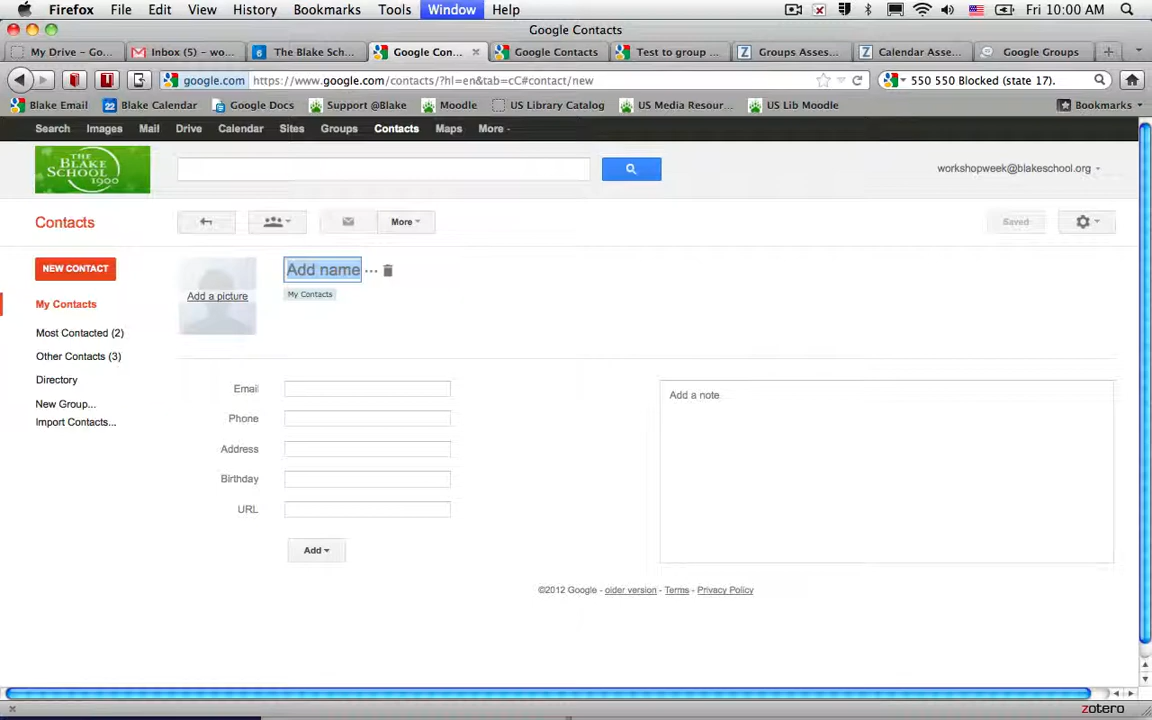 Firefox File Edit View History Bookmarks Tools Window Help Fri 10:00 AM
Google Contacts
My Drive – Go... Inbox (5) – wo... The Blake Sch... Google Con... Google Contacts Test to group ... Groups Asses... Calendar Asse... Google Groups
google.com https://www.google.com/contacts/?hl=en&tab=cC#contact/new 550 550 Blocked (state 17).
Blake Email Blake Calendar Google Docs Support @Blake Moodle US Library Catalog US Media Resour... US Lib Moodle Bookmarks
Search Images Mail Drive Calendar Sites Groups Contacts Maps More
THE
BLAKE
SCHOOL
1900
workshopweek@blakeschool.org
Contacts More Saved
NEW CONTACT
Add name ...
Add a picture
My Contacts
My Contacts
Most Contacted (2)
Other Contacts (3)
Directory
New Group...
Import Contacts...
Email
Phone
Address
Birthday
URL
Add
Add a note
©2012 Google - older version - Terms - Privacy Policy
zotero